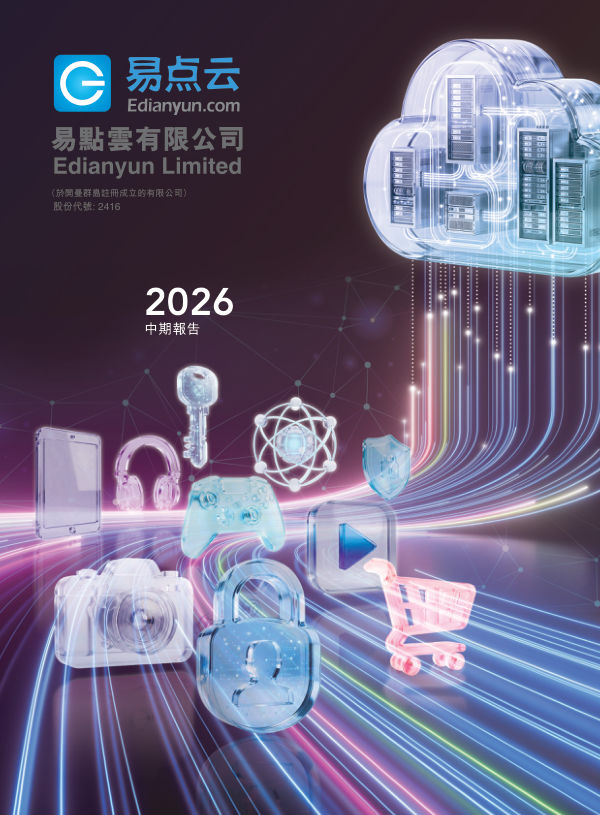 易点云
Edianyun.com
易點雲有限公司
Edianyun Limited
（於開曼群島註冊成立的有限公司）
股份代號: 2416
2026
中期報告